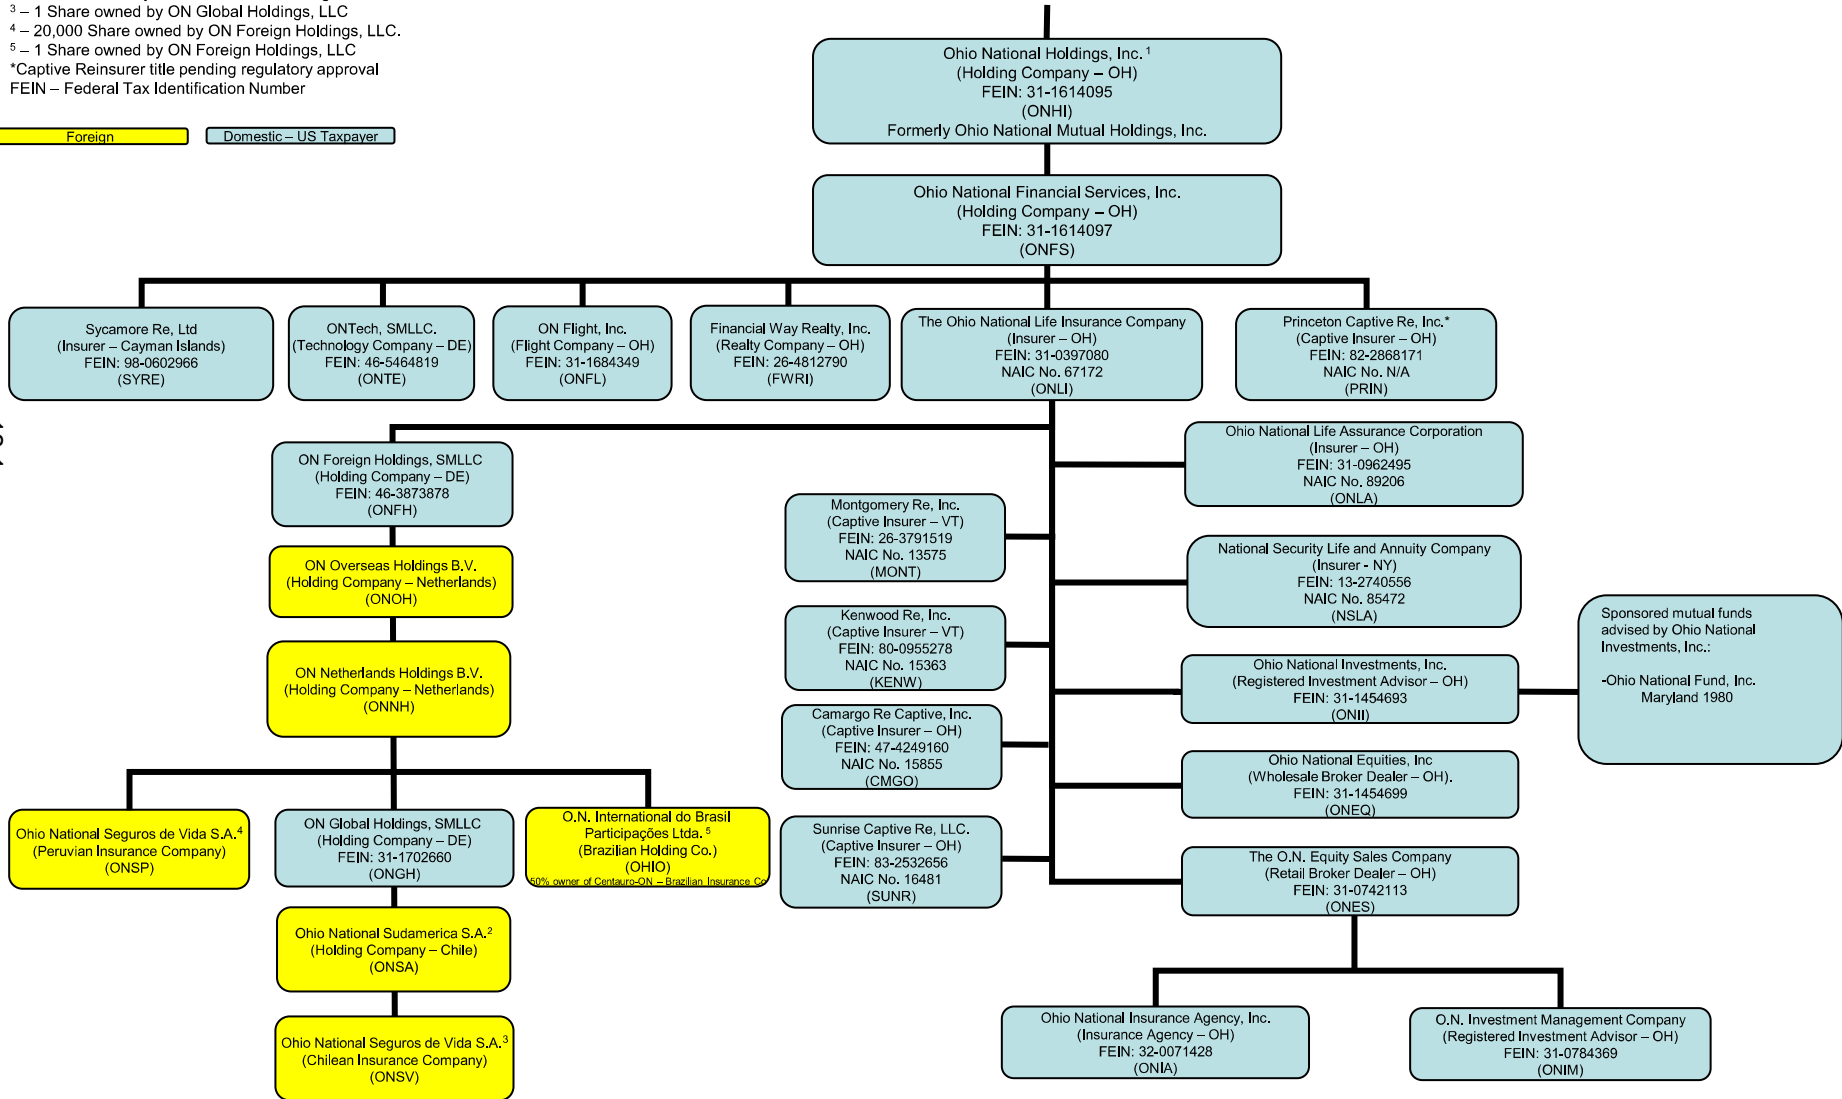 ³ – 1 Share owned by ON Global Holdings, LLC
⁴ – 20,000 Share owned by ON Foreign Holdings, LLC.
⁵ – 1 Share owned by ON Foreign Holdings, LLC
*Captive Reinsurer title pending regulatory approval
FEIN – Federal Tax Identification Number
Foreign
Domestic – US Taxpayer
Ohio National Holdings, Inc. ¹
(Holding Company – OH)
FEIN: 31-1614095
(ONHI)
Formerly Ohio National Mutual Holdings, Inc.
Ohio National Financial Services, Inc.
(Holding Company – OH)
FEIN: 31-1614097
(ONFS)
Sycamore Re, Ltd
(Insurer – Cayman Islands)
FEIN: 98-0602966
(SYRE)
ONTech, SMLLC.
(Technology Company – DE)
FEIN: 46-5464819
(ONTE)
ON Flight, Inc.
(Flight Company – OH)
FEIN: 31-1684349
(ONFL)
Financial Way Realty, Inc.
(Realty Company – OH)
FEIN: 26-4812790
(FWRI)
The Ohio National Life Insurance Company
(Insurer – OH)
FEIN: 31-0397080
NAIC No. 67172
(ONLI)
Princeton Captive Re, Inc.*
(Captive Insurer – OH)
FEIN: 82-2868171
NAIC No. N/A
(PRIN)
ON Foreign Holdings, SMLLC
(Holding Company – DE)
FEIN: 46-3873878
(ONFH)
ON Overseas Holdings B.V.
(Holding Company – Netherlands)
(ONOH)
ON Netherlands Holdings B.V.
(Holding Company – Netherlands)
(ONNH)
Ohio National Seguros de Vida S.A.⁴
(Peruvian Insurance Company)
(ONSP)
ON Global Holdings, SMLLC
(Holding Company – DE)
FEIN: 31-1702660
(ONGH)
O.N. International do Brasil
Participações Ltda. ⁵
(Brazilian Holding Co.)
(OHIO)
50% owner of Centauro-ON – Brazilian Insurance Co
Ohio National Sudamerica S.A.²
(Holding Company – Chile)
(ONSA)
Ohio National Seguros de Vida S.A.³
(Chilean Insurance Company)
(ONSV)
Montgomery Re, Inc.
(Captive Insurer – VT)
FEIN: 26-3791519
NAIC No. 13575
(MONT)
Kenwood Re, Inc.
(Captive Insurer – VT)
FEIN: 80-0955278
NAIC No. 15363
(KENW)
Camargo Re Captive, Inc.
(Captive Insurer – OH)
FEIN: 47-4249160
NAIC No. 15855
(CMGO)
Sunrise Captive Re, LLC.
(Captive Insurer – OH)
FEIN: 83-2532656
NAIC No. 16481
(SUNR)
Ohio National Life Assurance Corporation
(Insurer – OH)
FEIN: 31-0962495
NAIC No. 89206
(ONLA)
National Security Life and Annuity Company
(Insurer - NY)
FEIN: 13-2740556
NAIC No. 85472
(NSLA)
Ohio National Investments, Inc.
(Registered Investment Advisor – OH)
FEIN: 31-1454693
(ONII)
Sponsored mutual funds
advised by Ohio National
Investments, Inc.:
-Ohio National Fund, Inc.
Maryland 1980
Ohio National Equities, Inc
(Wholesale Broker Dealer – OH).
FEIN: 31-1454699
(ONEQ)
The O.N. Equity Sales Company
(Retail Broker Dealer – OH)
FEIN: 31-0742113
(ONES)
Ohio National Insurance Agency, Inc.
(Insurance Agency – OH)
FEIN: 32-0071428
(ONIA)
O.N. Investment Management Company
(Registered Investment Advisor – OH)
FEIN: 31-0784369
(ONIM)